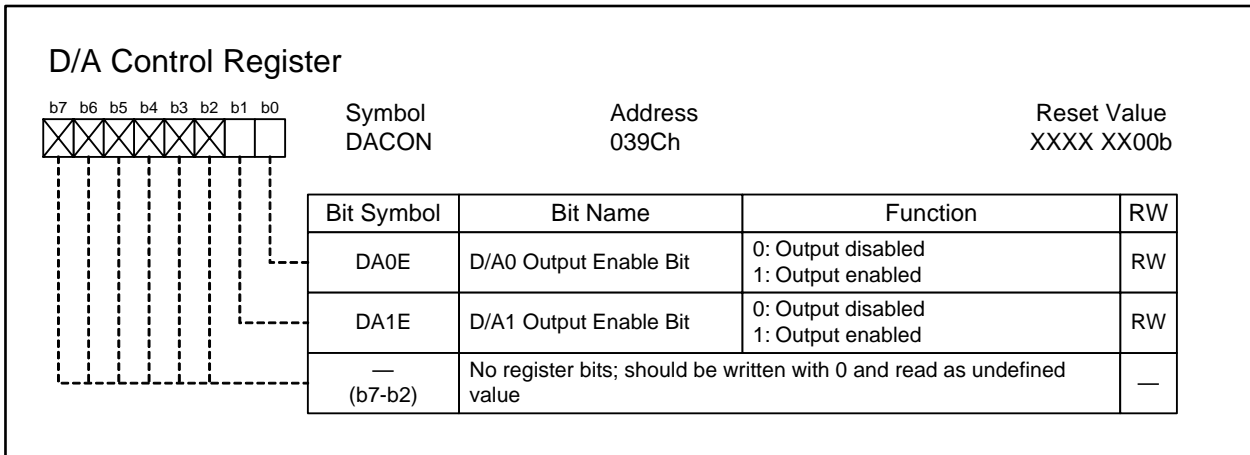 D/A Control Register
b7 b6 b5 b4 b3 b2 b1 b0
Symbol Address Reset Value
DACON 039Ch XXXX XX00b
Bit Symbol Bit Name Function RW
DA0E D/A0 Output Enable Bit 0: Output disabled
1: Output enabled RW
DA1E D/A1 Output Enable Bit 0: Output disabled
1: Output enabled RW
—
(b7-b2) No register bits; should be written with 0 and read as undefined
value —